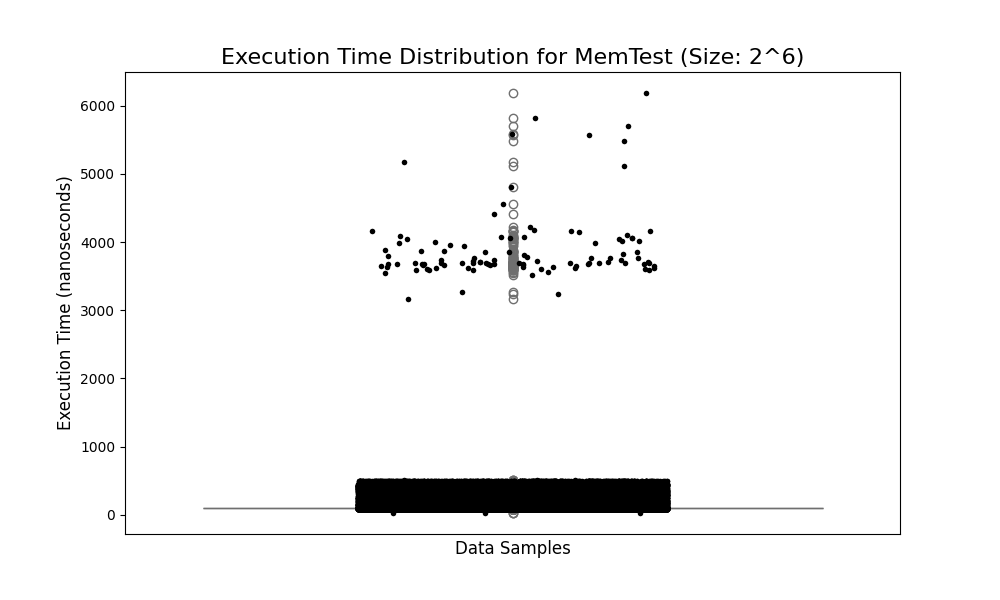 Execution Time Distribution for MemTest (Size: 2^6)
Execution Time (nanoseconds)
6000
5000
4000
3000
2000
1000
0
Data Samples